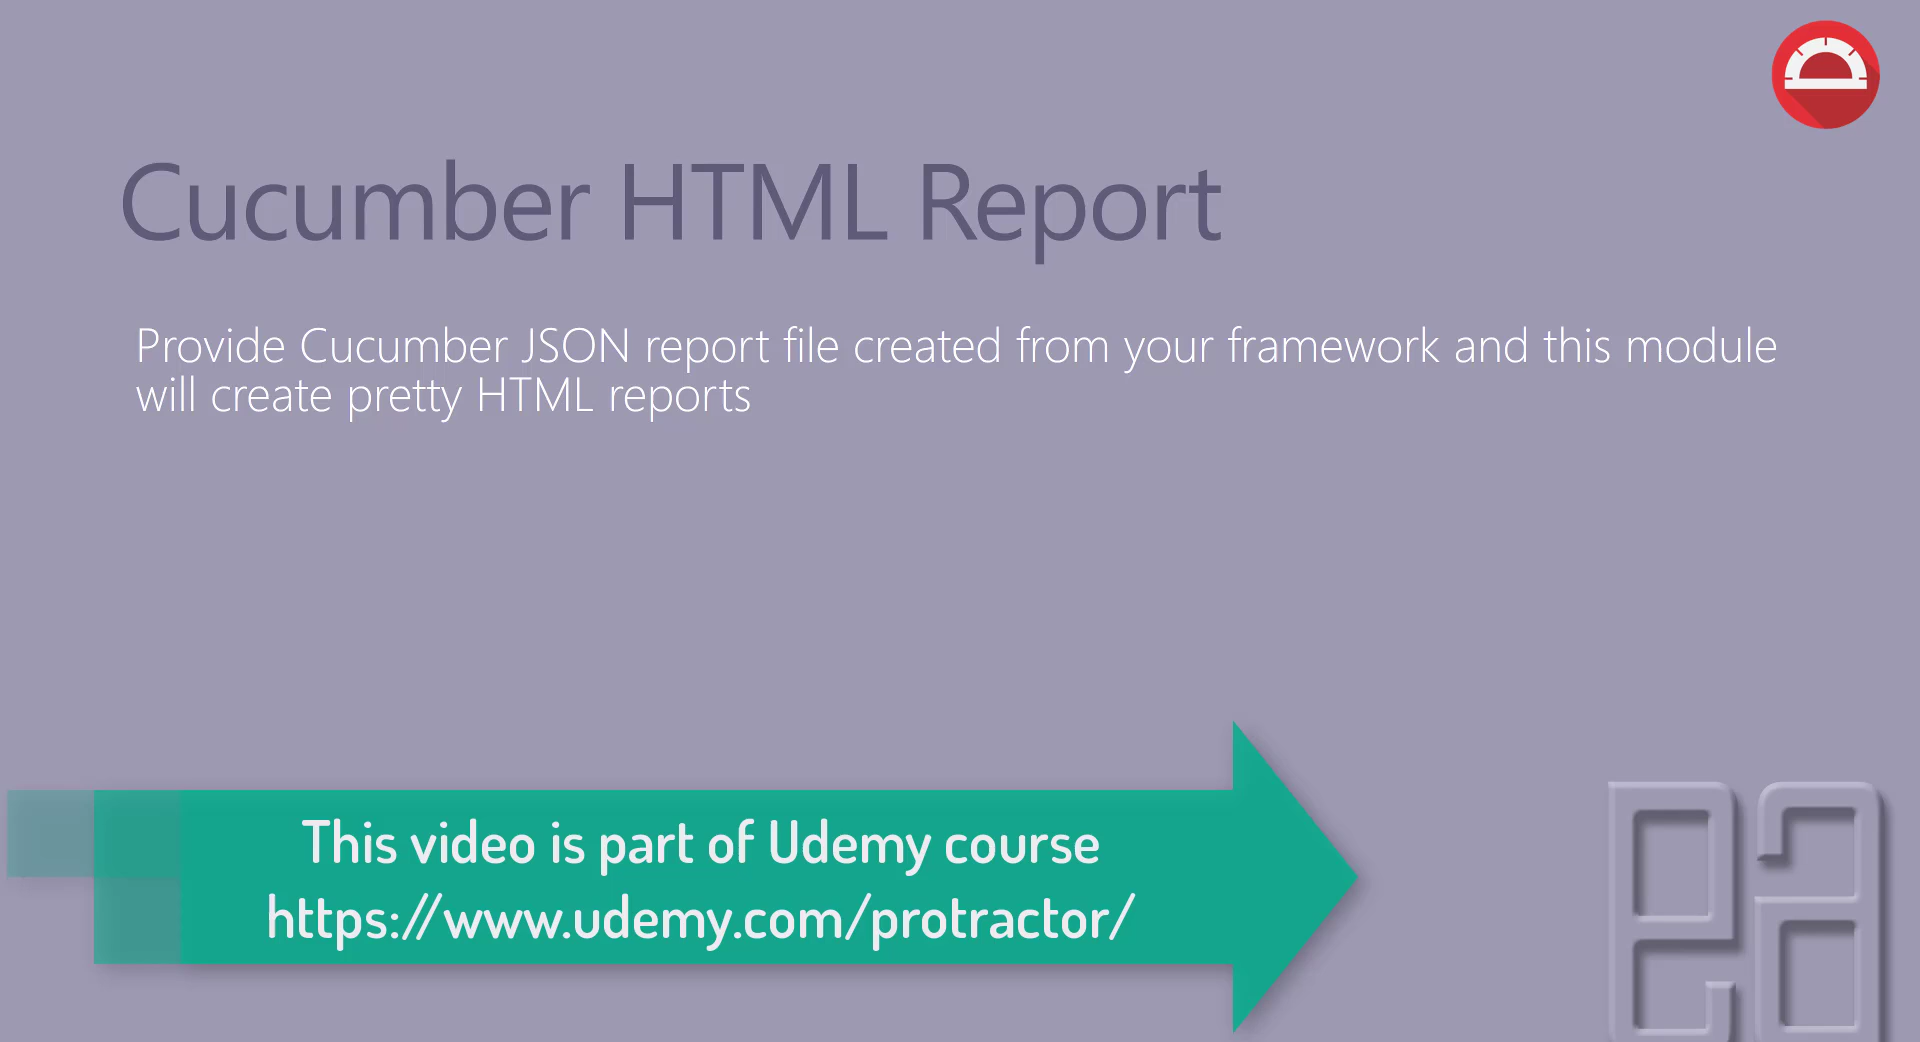 Cucumber HTML Report
Provide Cucumber JSON report file created from your framework and this module
will create pretty HTML reports
This video is part of Udemy course
https://www.udemy.com/protractor/
ea